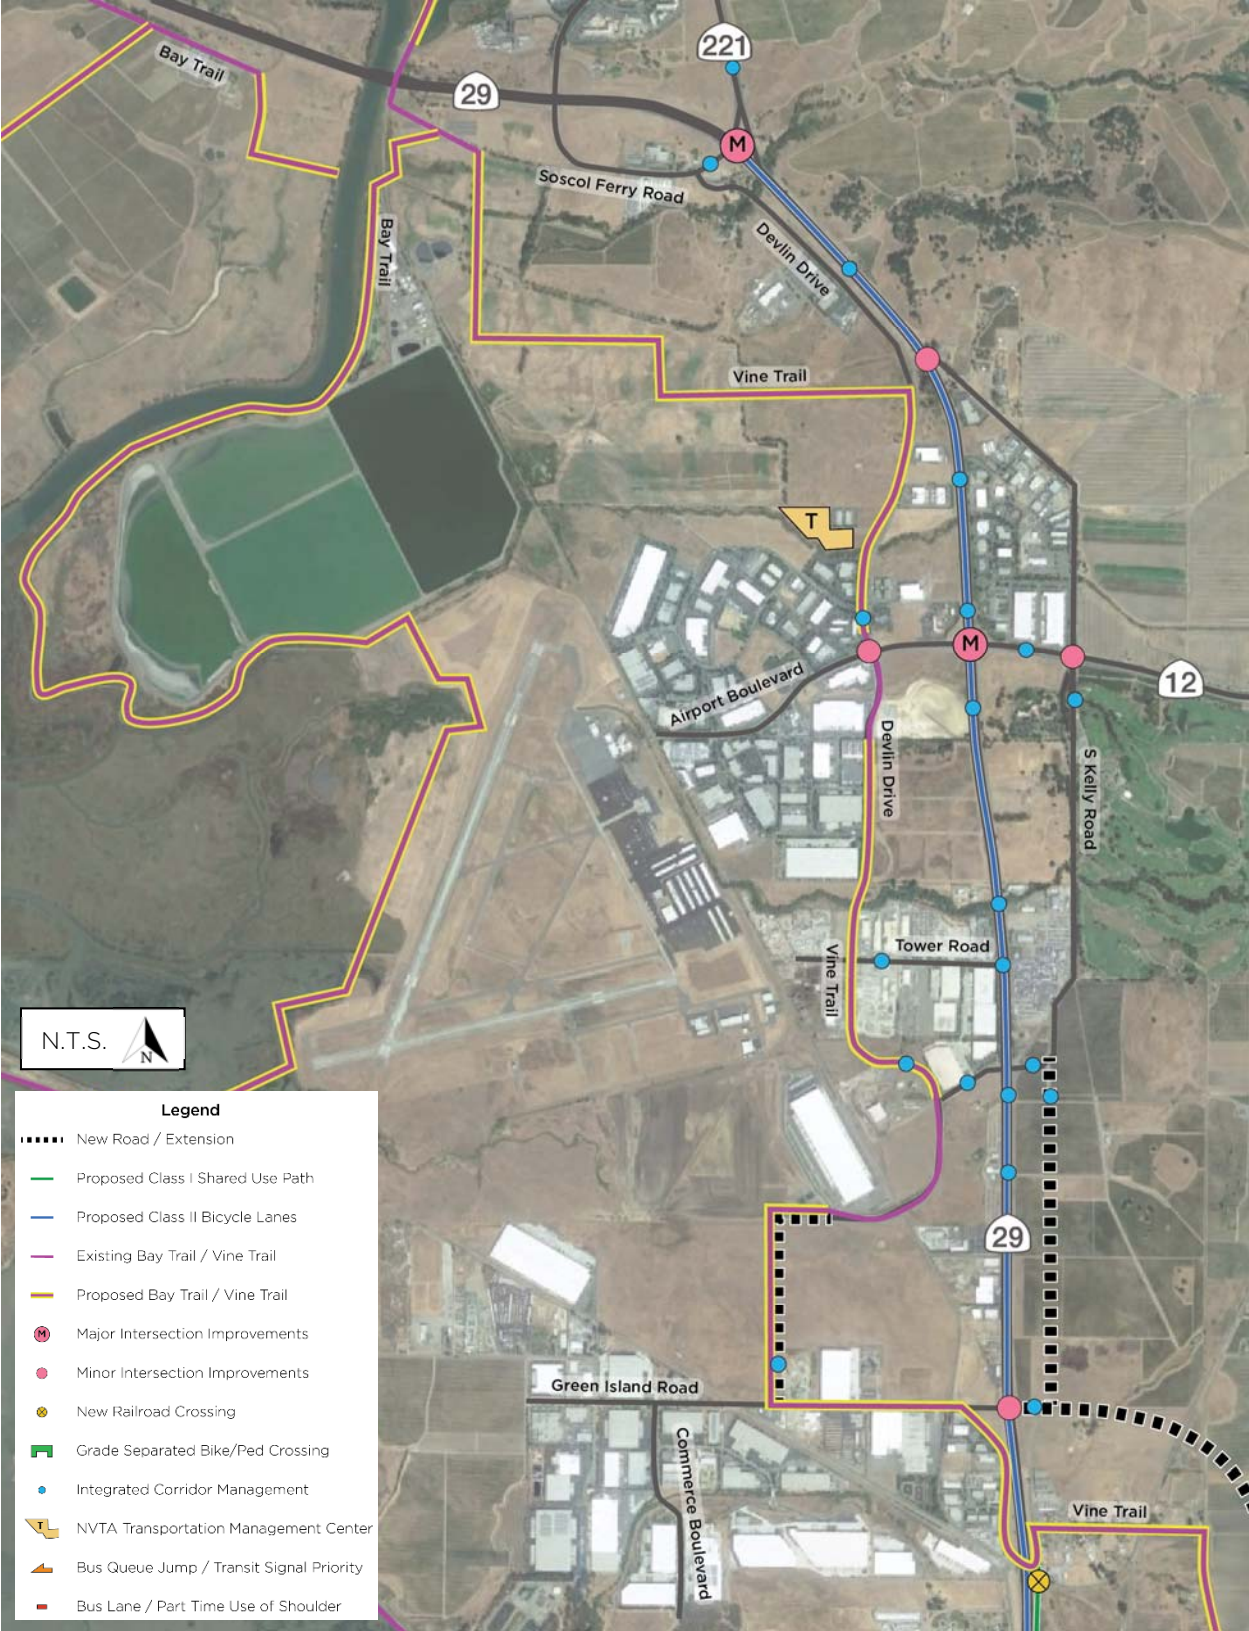 221
Bay Trail
29
M
Soscol Ferry Road
Bay Trail
Devlin Drive
Vine Trail
T
M
12
Airport Boulevard
Devlin Drive
S Kelly Road
Tower Road
Vine Trail
N.T.S.
N
29
Green Island Road
Commerce Boulevard
Vine Trail
Legend
New Road / Extension
Proposed Class I Shared Use Path
Proposed Class II Bicycle Lanes
Existing Bay Trail / Vine Trail
Proposed Bay Trail / Vine Trail
M Major Intersection Improvements
Minor Intersection Improvements
New Railroad Crossing
Grade Separated Bike/Ped Crossing
Integrated Corridor Management
T NVTA Transportation Management Center
Bus Queue Jump / Transit Signal Priority
Bus Lane / Part Time Use of Shoulder